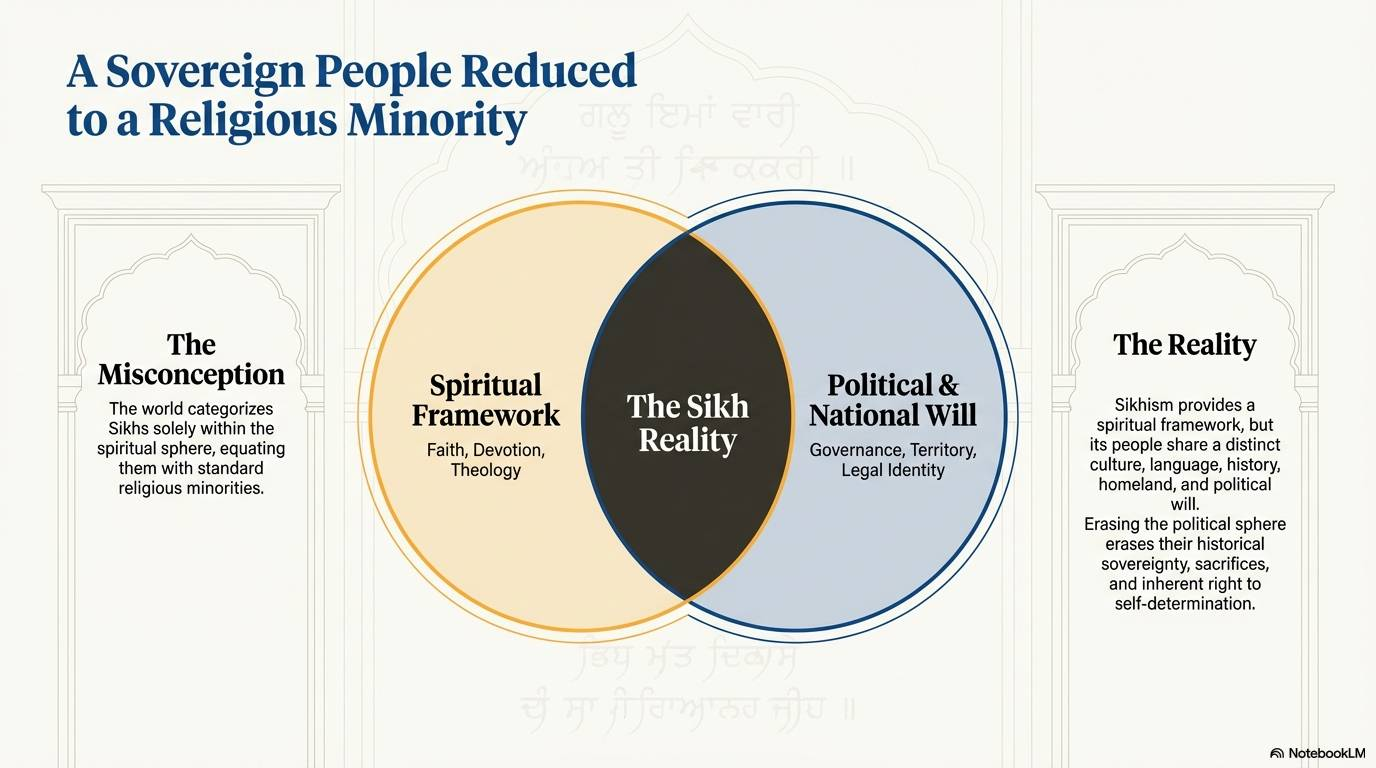 A Sovereign People Reduced
to a Religious Minority
The
Misconception
The world categorizes
Sikhs solely within the
spiritual sphere, equating
them with standard
religious minorities.
Spiritual
Framework
Faith, Devotion,
Theology
The Sikh
Reality
Political &
National Will
Governance, Territory,
Legal Identity
The Reality
Sikhism provides a
spiritual framework, but
its people share a distinct
culture, language, history,
homeland, and political
will.
Erasing the political sphere
erases their historical
sovereignty, sacrifices,
and inherent right to
self-determination.
NotebookLM